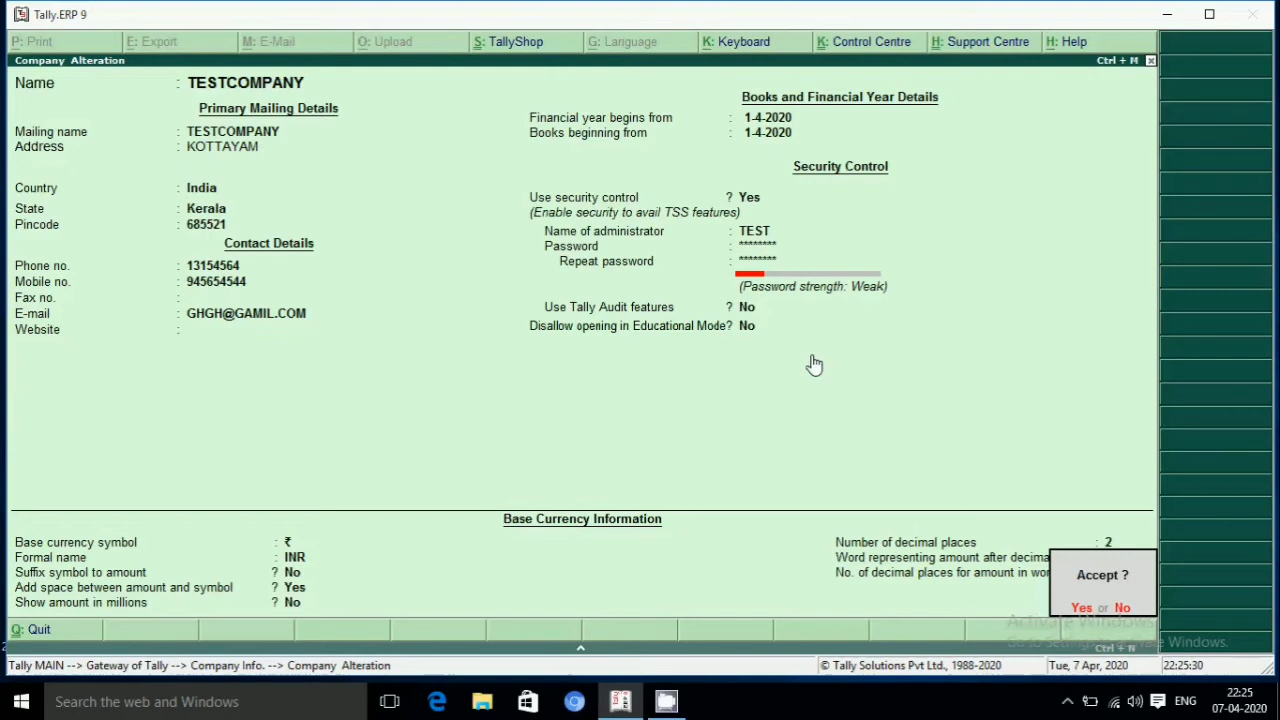 Tally.ERP 9
P: Print
E: Export
M: E-Mail
O: Upload
S: TallyShop
G: Language
K: Keyboard
K: Control Centre
H: Support Centre
H: Help
Company Alteration
Ctrl + M
Name : TESTCOMPANY
Primary Mailing Details
Mailing name : TESTCOMPANY
Address : KOTTAYAM
Country : India
State : Kerala
Pincode : 685521
Contact Details
Phone no. : 13154564
Mobile no. : 945654544
Fax no. :
E-mail : GHGH@GAMIL.COM
Website :
Books and Financial Year Details
Financial year begins from : 1-4-2020
Books beginning from : 1-4-2020
Security Control
Use security control ? Yes
(Enable security to avail TSS features)
Name of administrator : TEST
Password : ********
Repeat password : ********
(Password strength: Weak)
Use Tally Audit features ? No
Disallow opening in Educational Mode? No
Base Currency Information
Base currency symbol : ₹
Formal name : INR
Suffix symbol to amount ? No
Add space between amount and symbol ? Yes
Show amount in millions ? No
Number of decimal places : 2
Word representing amount after decima
No. of decimal places for amount in wor
Accept ?
Yes or No
Activate Windows
Go to Settings to activate Windows.
Q: Quit
Ctrl + N
Tally MAIN --> Gateway of Tally --> Company Info. --> Company Alteration
© Tally Solutions Pvt Ltd., 1988-2020
Tue, 7 Apr, 2020
22:25:30
Search the web and Windows
ENG
22:25
07-04-2020